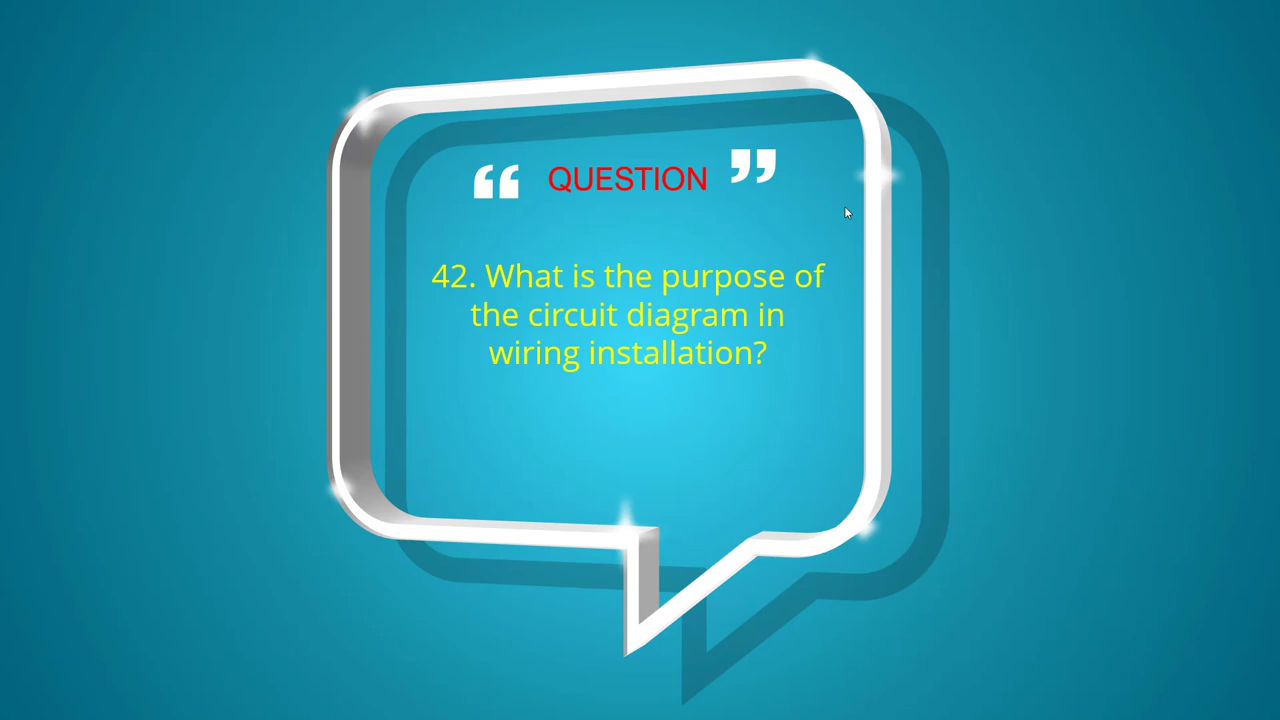 “ QUESTION ”
42. What is the purpose of
the circuit diagram in
wiring installation?